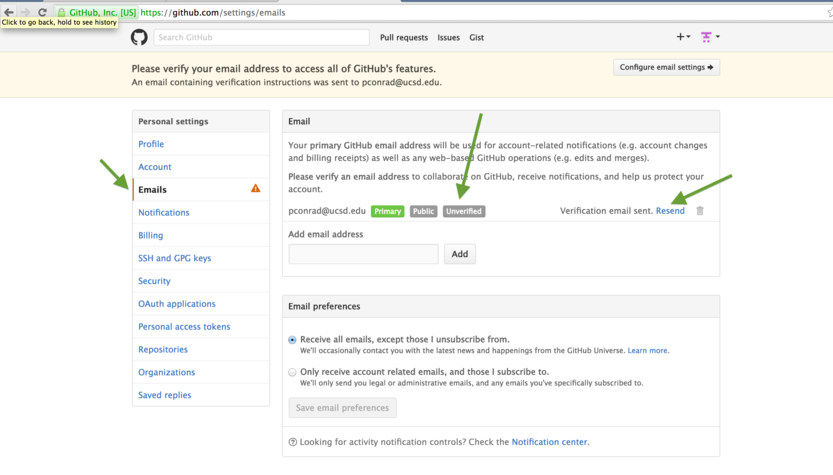 GitHub, Inc. [US] https://github.com/settings/emails
Click to go back, hold to see history
Search GitHub
Pull requests Issues Gist
Please verify your email address to access all of GitHub's features.
An email containing verification instructions was sent to pconrad@ucsd.edu.
Configure email settings
Personal settings
Profile
Account
Emails
Notifications
Billing
SSH and GPG keys
Security
OAuth applications
Personal access tokens
Repositories
Organizations
Saved replies
Email
Your primary GitHub email address will be used for account-related notifications (e.g. account changes
and billing receipts) as well as any web-based GitHub operations (e.g. edits and merges).
Please verify an email address to collaborate on GitHub, receive notifications, and help us protect your
account.
pconrad@ucsd.edu Primary Public Unverified Verification email sent. Resend
Add email address
Add
Email preferences
Receive all emails, except those I unsubscribe from.
We'll occasionally contact you with the latest news and happenings from the GitHub Universe. Learn more.
Only receive account related emails, and those I subscribe to.
We'll only send you legal or administrative emails, and any emails you've specifically subscribed to.
Save email preferences
Looking for activity notification controls? Check the Notification center.